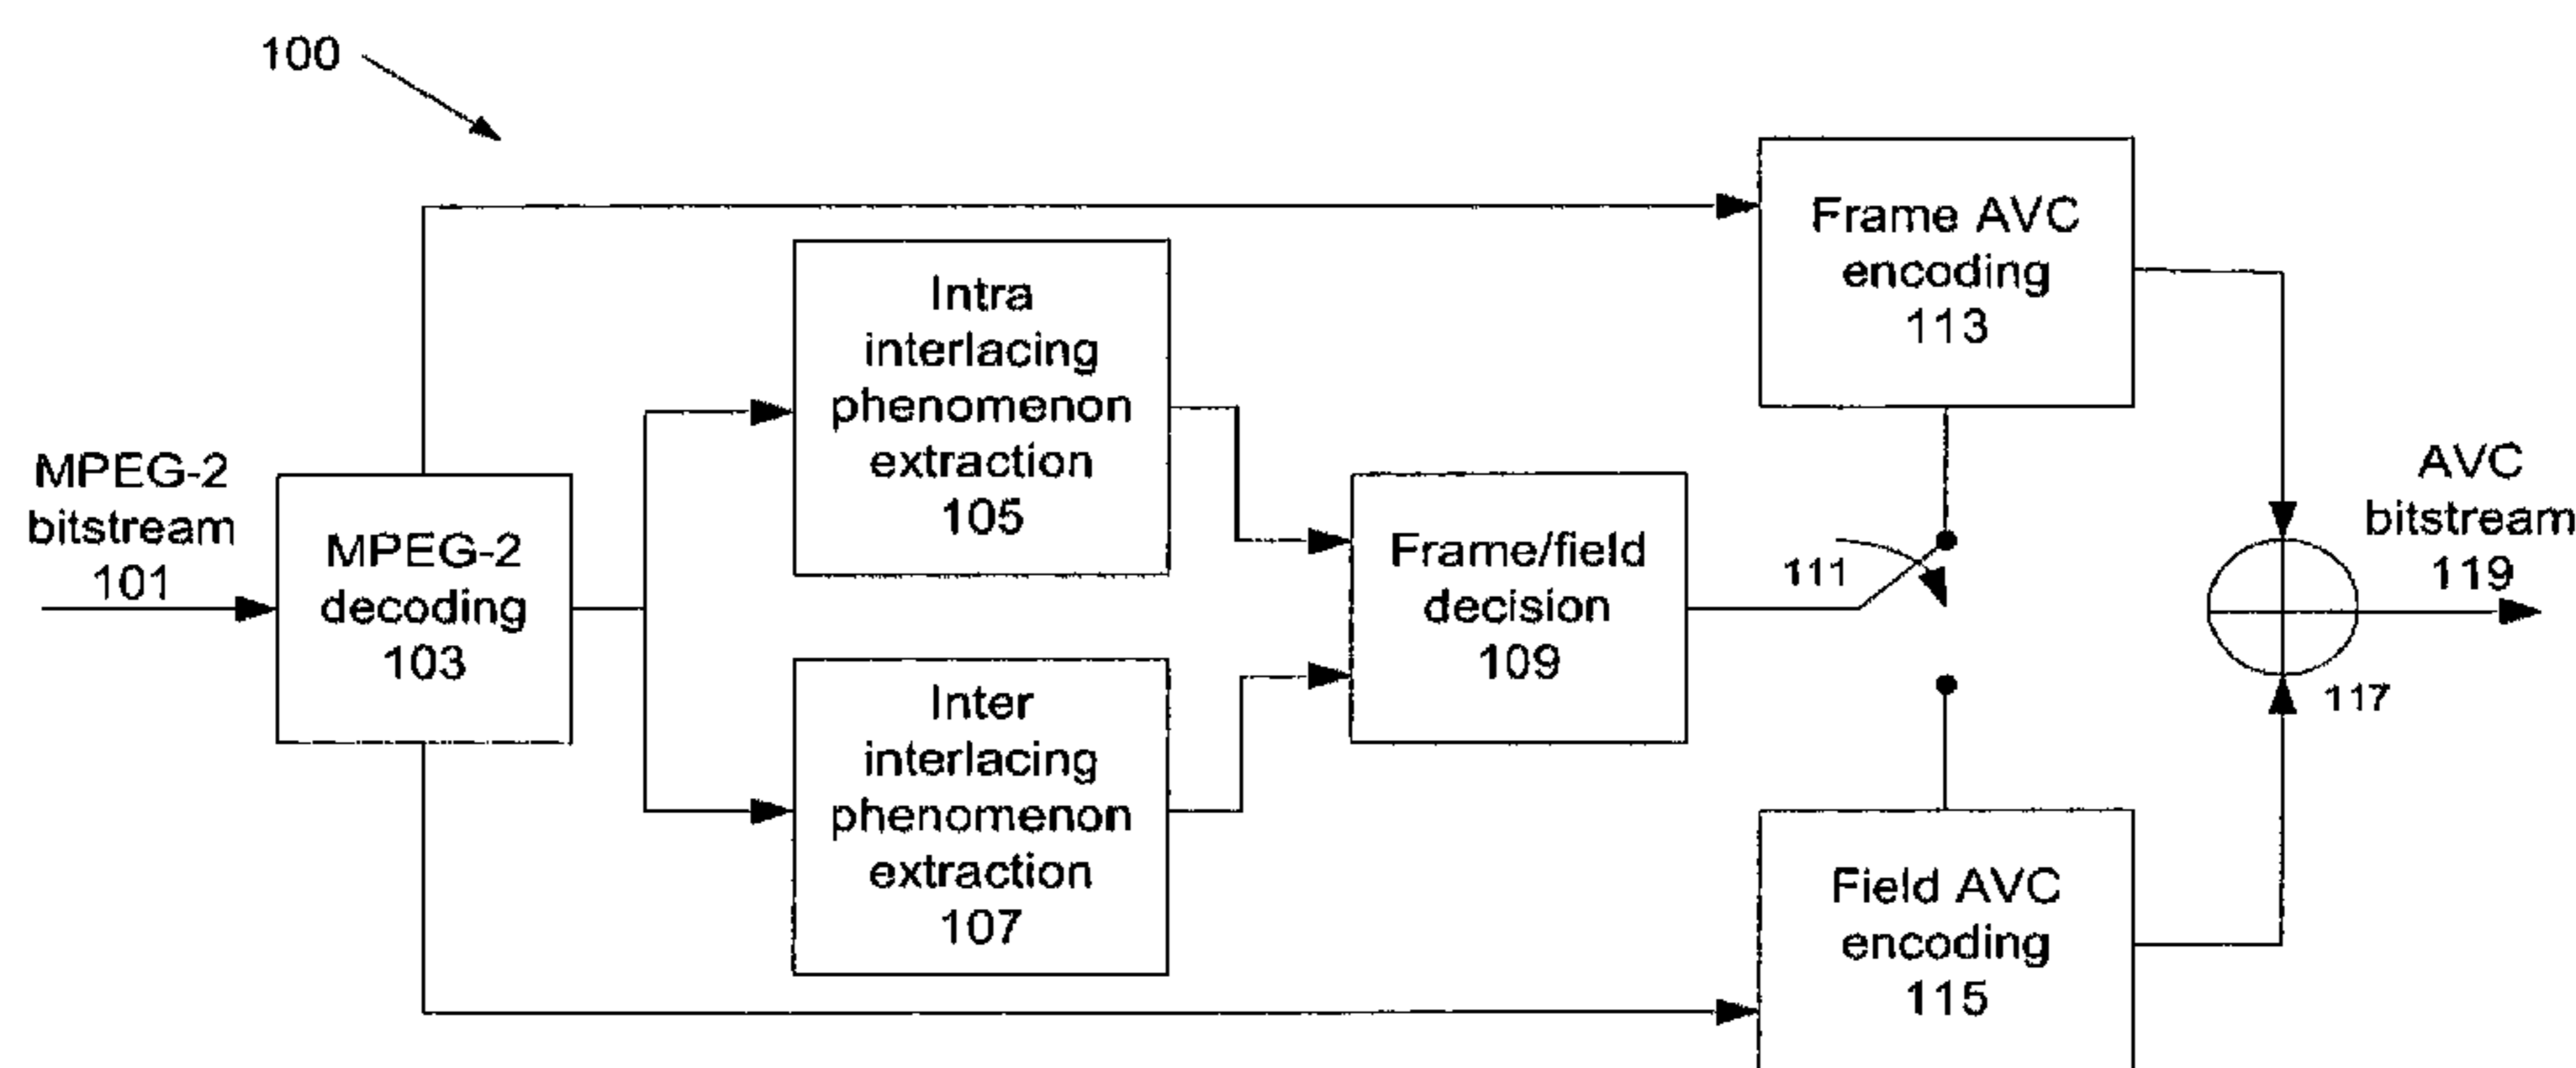 100
MPEG-2
bitstream
101
MPEG-2
decoding
103
Intra
interlacing
phenomenon
extraction
105
Inter
interlacing
phenomenon
extraction
107
Frame/field
decision
109
111
Frame AVC
encoding
113
Field AVC
encoding
115
117
AVC
bitstream
119